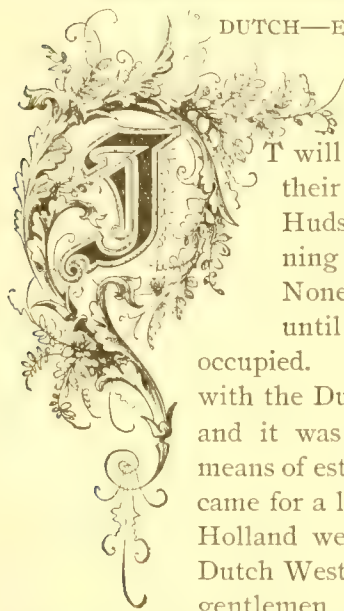 DUTCH—E
IT will
their
Huds
ning
None
until
occupied.
with the Du
and it was
means of est
came for a l
Holland we
Dutch West
gentlemen